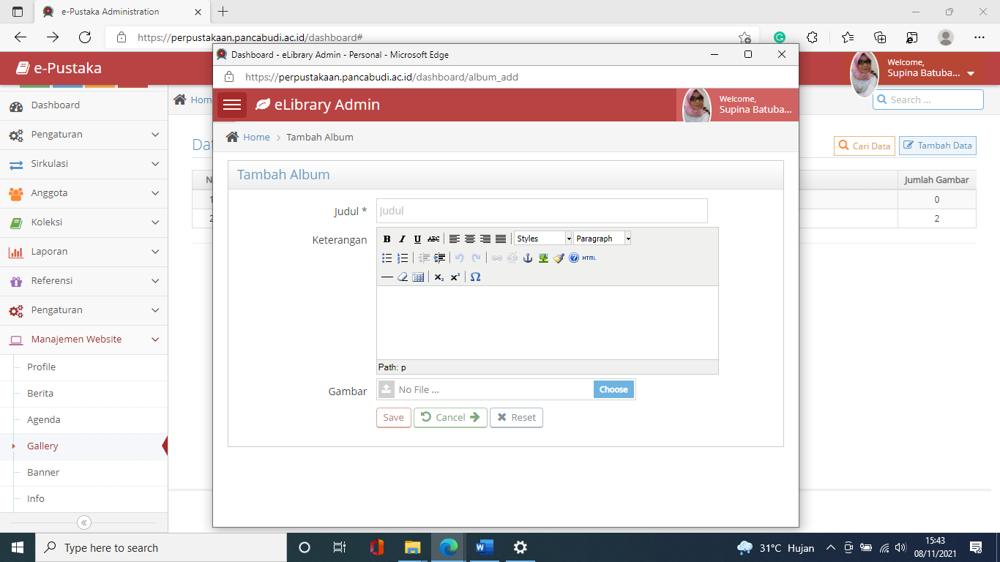 e-Pustaka Administration
https://perpustakaan.pancabudi.ac.id/dashboard#
e-Pustaka
Welcome,
Supina Batuba...
Dashboard
Pengaturan
Sirkulasi
Anggota
Koleksi
Laporan
Referensi
Pengaturan
Manajemen Website
Profile
Berita
Agenda
Gallery
Banner
Info
Search ...
Cari Data
Tambah Data
Jumlah Gambar
0
2
Dashboard - eLibrary Admin - Personal - Microsoft Edge
https://perpustakaan.pancabudi.ac.id/dashboard/album_add
eLibrary Admin
Welcome,
Supina Batuba...
Home > Tambah Album
Tambah Album
Judul *
Judul
Keterangan
B I U ABC Styles Paragraph
HTML
Path: p
Gambar
No File ...
Choose
Save
Cancel
Reset
Type here to search
31°C Hujan
15:43
08/11/2021